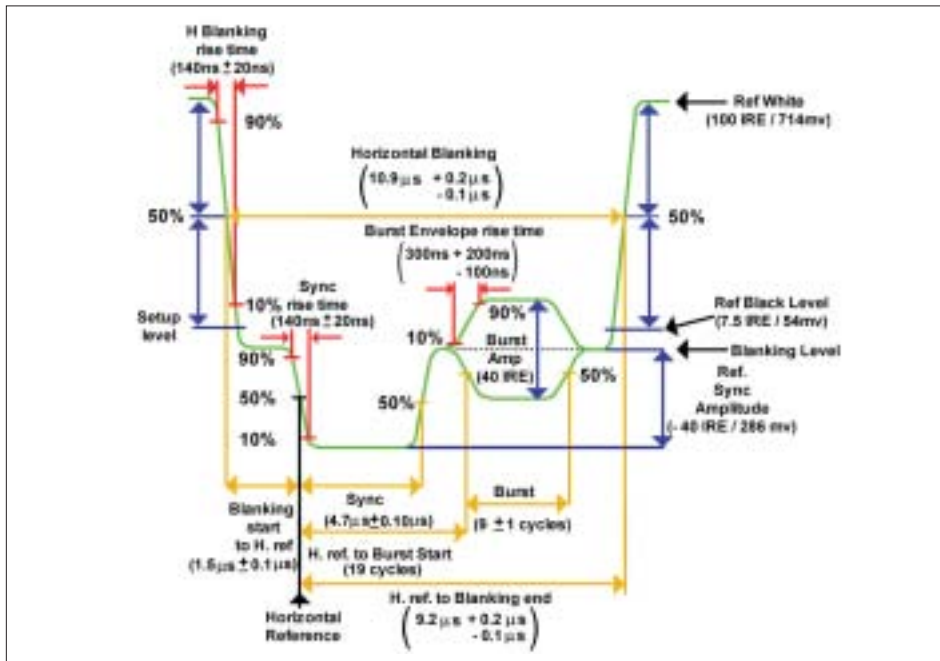 H Blanking
rise time
(140ns ± 20ns)
90%
Ref White
(100 IRE / 714mv)
Horizontal Blanking
(10.9μs + 0.2μs
- 0.1μs)
50%
50%
Burst Envelope rise time
(300ns + 200ns
- 100ns)
Sync
rise time
(140ns ± 20ns)
10%
Setup
level
90%
10%
90%
Ref Black Level
(7.5 IRE / 54mv)
Blanking Level
Burst
Amp
(40 IRE)
50%
50%
50%
10%
Ref.
Sync
Amplitude
(- 40 IRE / 286 mv)
Blanking
start
to H. ref
(1.5μs ± 0.1μs)
Sync
(4.7μs±0.10μs)
Burst
(9 ±1 cycles)
H. ref. to Burst Start
(19 cycles)
Horizontal
Reference
H. ref. to Blanking end
(9.2μs + 0.2 μs
- 0.1μs)